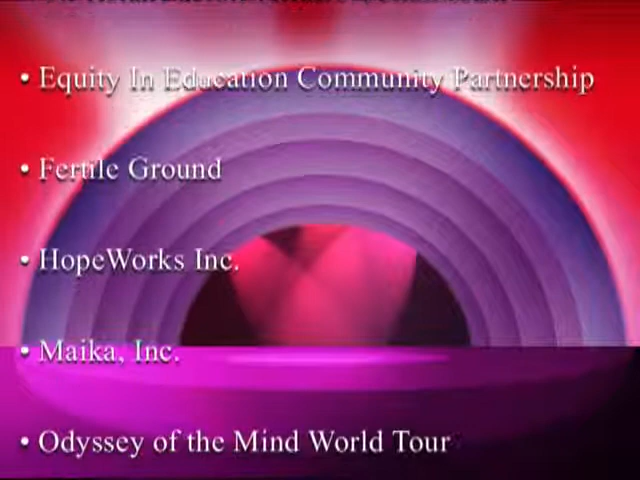 • Equity In Education Community Partnership
• Fertile Ground
• HopeWorks Inc.
• Maika, Inc.
• Odyssey of the Mind World Tour